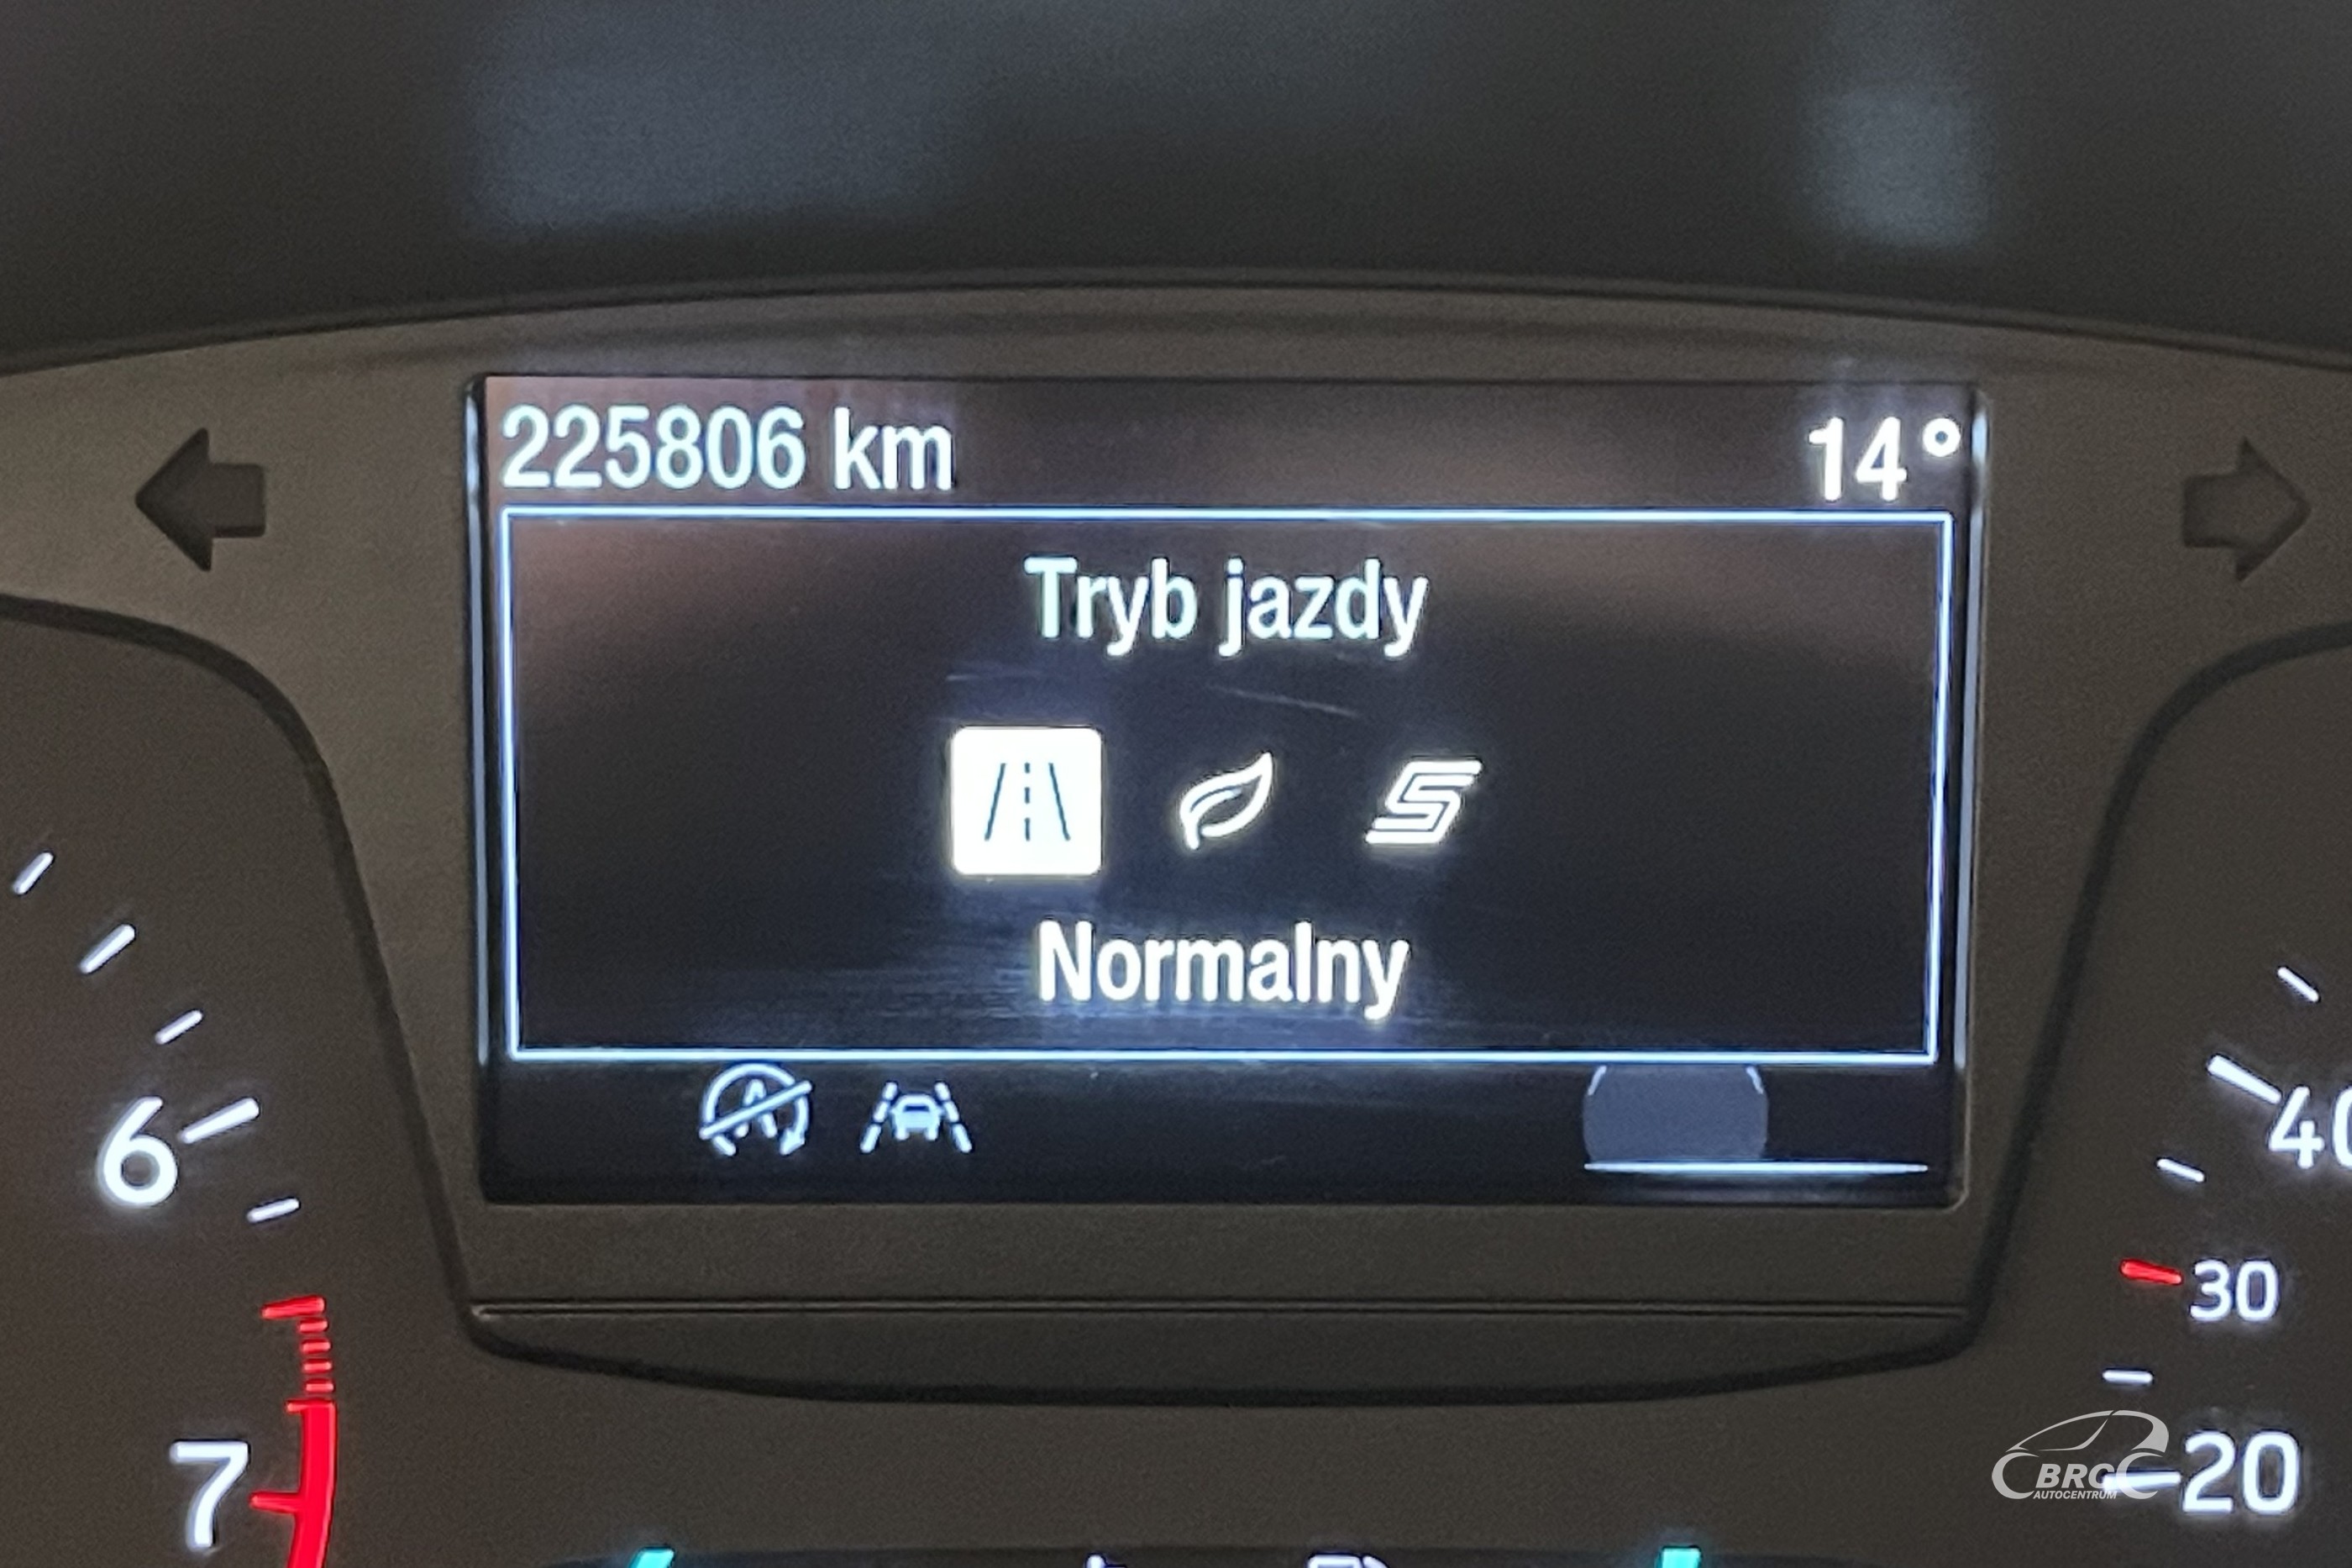 225806 km 14°
Tryb jazdy
Normalny
6
40
30
7
20
BRC
AUTOCENTRUM